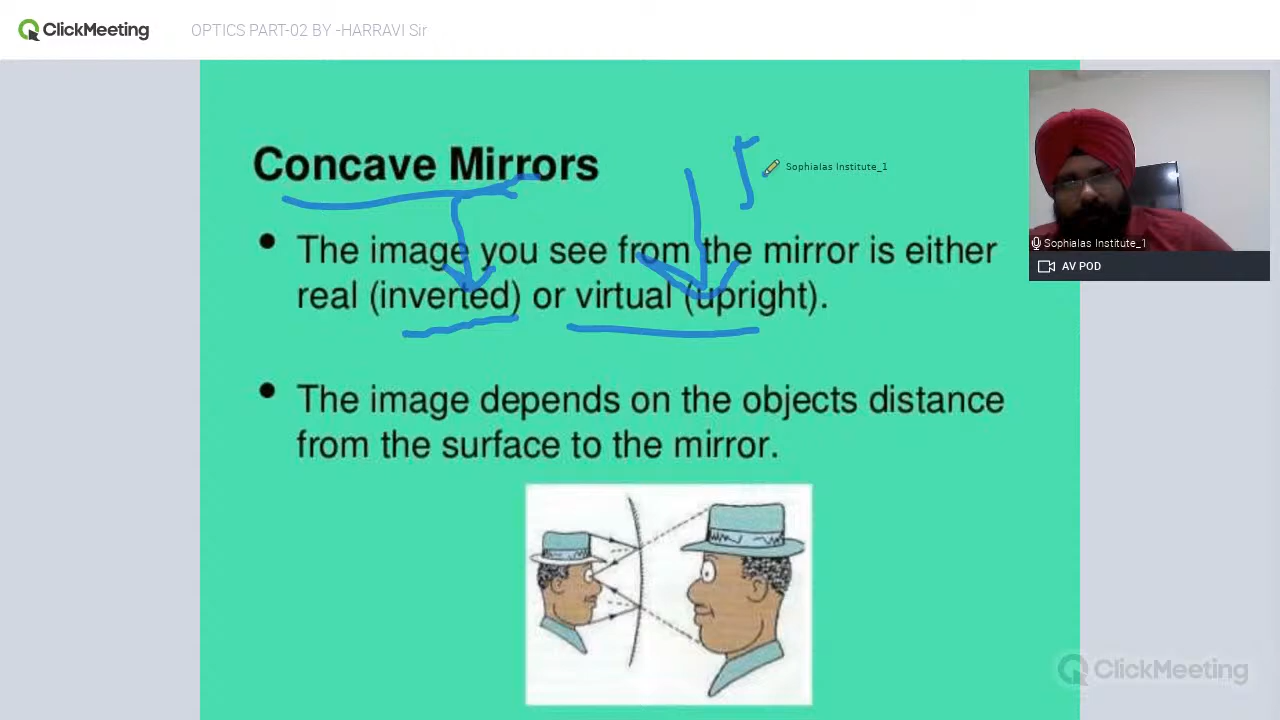 ClickMeeting
OPTICS PART-02 BY -HARRAVI Sir
Concave Mirrors
Sophialas Institute_1
• The image you see from the mirror is either
real (inverted) or virtual (upright).
Sophialas Institute_1
AV POD
• The image depends on the objects distance
from the surface to the mirror.
ClickMeeting